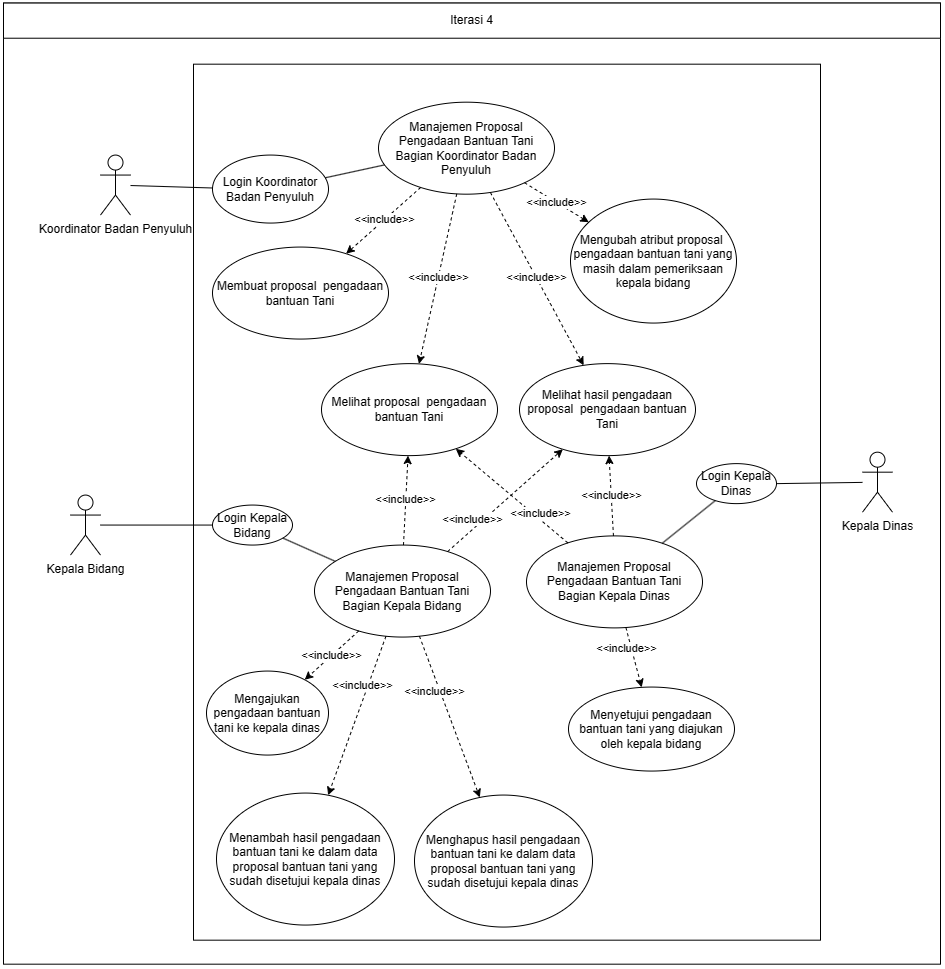 Iterasi 4
Manajemen Proposal
Pengadaan Bantuan Tani
Bagian Koordinator Badan
Penyuluh
Login Koordinator
Badan Penyuluh
Koordinator Badan Penyuluh
<<include>>
<<include>>
Mengubah atribut proposal
pengadaan bantuan tani yang
masih dalam pemeriksaan
kepala bidang
Membuat proposal  pengadaan
bantuan Tani
<<include>>
<<include>>
Melihat proposal  pengadaan
bantuan Tani
Melihat hasil pengadaan
proposal  pengadaan bantuan
Tani
Login Kepala
Dinas
Kepala Dinas
<<include>>
<<include>>
<<include>>
<<include>>
Login Kepala
Bidang
Kepala Bidang
Manajemen Proposal
Pengadaan Bantuan Tani
Bagian Kepala Bidang
Manajemen Proposal
Pengadaan Bantuan Tani
Bagian Kepala Dinas
<<include>>
<<include>>
<<include>>
<<include>>
Mengajukan
pengadaan bantuan
tani ke kepala dinas
Menyetujui pengadaan
bantuan tani yang diajukan
oleh kepala bidang
Menambah hasil pengadaan
bantuan tani ke dalam data
proposal bantuan tani yang
sudah disetujui kepala dinas
Menghapus hasil pengadaan
bantuan tani ke dalam data
proposal bantuan tani yang
sudah disetujui kepala dinas